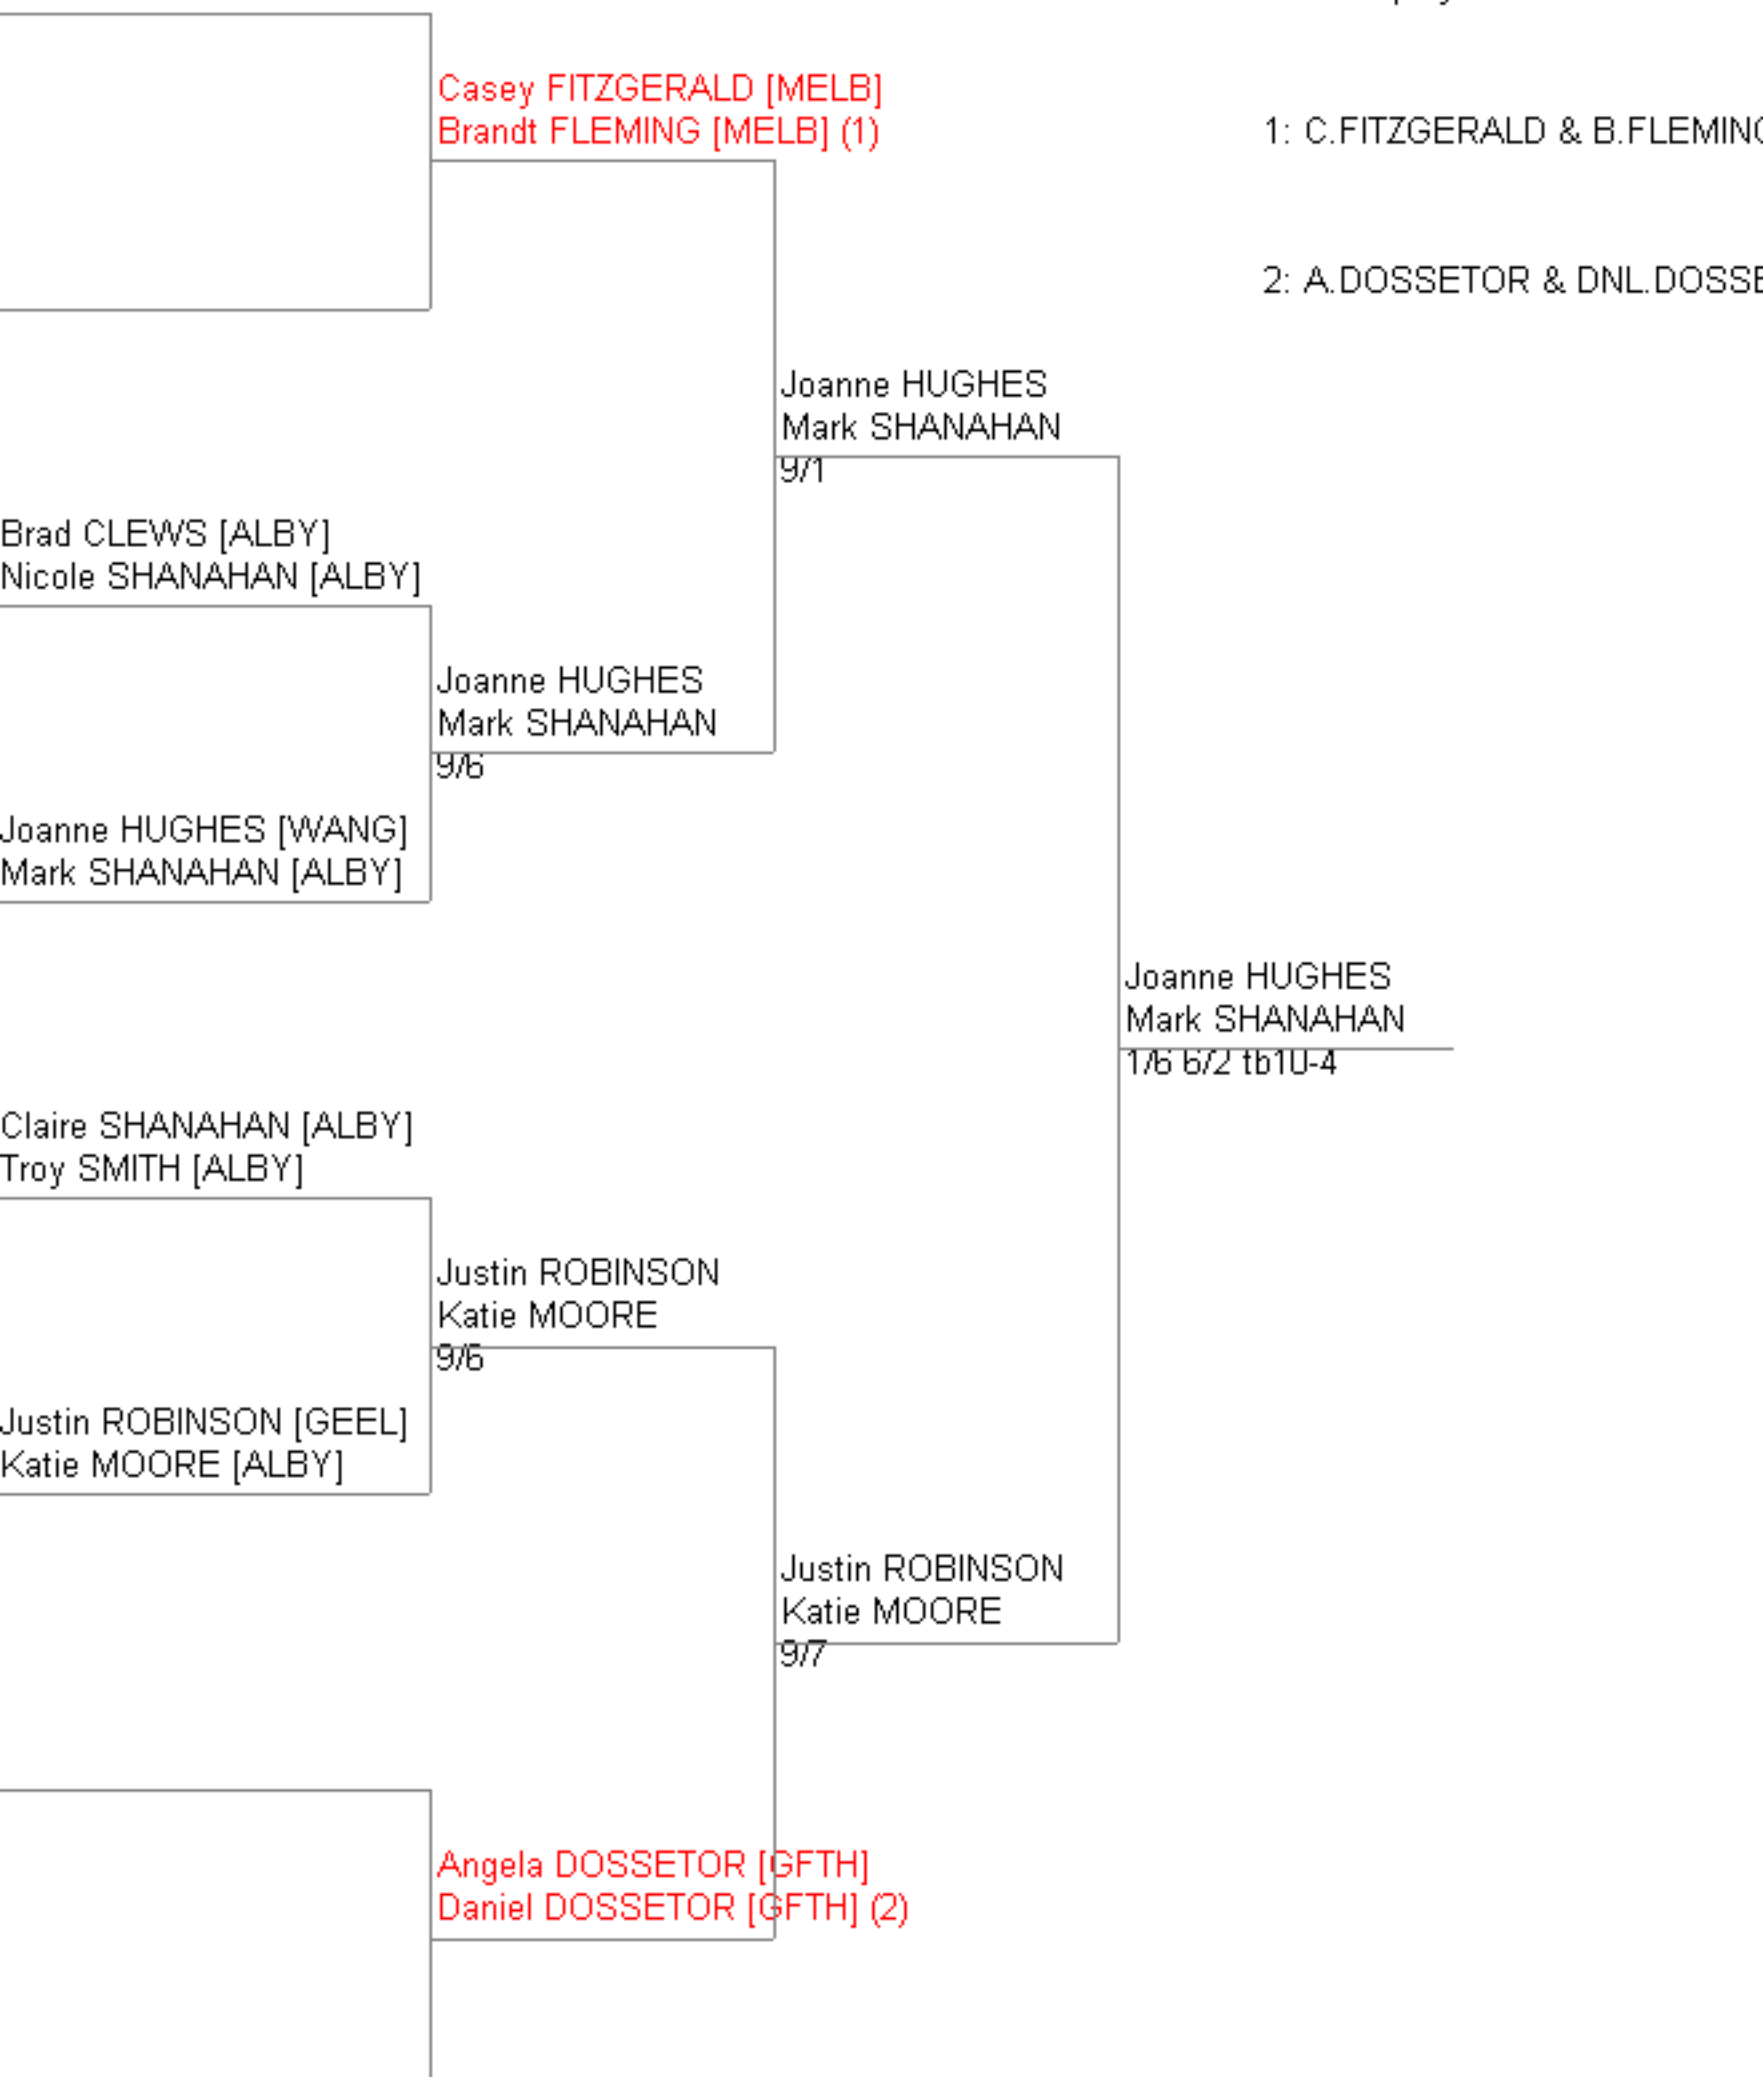 Casey FITZGERALD [MELB]
Brandt FLEMING [MELB] (1)
1: C.FITZGERALD & B.FLEMING
2: A.DOSSETOR & DNL.DOSSE
Joanne HUGHES
Mark SHANAHAN
9/1
Brad CLEWS [ALBY]
Nicole SHANAHAN [ALBY]
Joanne HUGHES
Mark SHANAHAN
9/6
Joanne HUGHES [WANG]
Mark SHANAHAN [ALBY]
Joanne HUGHES
Mark SHANAHAN
1/6 6/2 tb10-4
Claire SHANAHAN [ALBY]
Troy SMITH [ALBY]
Justin ROBINSON
Katie MOORE
9/6
Justin ROBINSON [GEEL]
Katie MOORE [ALBY]
Justin ROBINSON
Katie MOORE
9/7
Angela DOSSETOR [GFTH]
Daniel DOSSETOR [GFTH] (2)